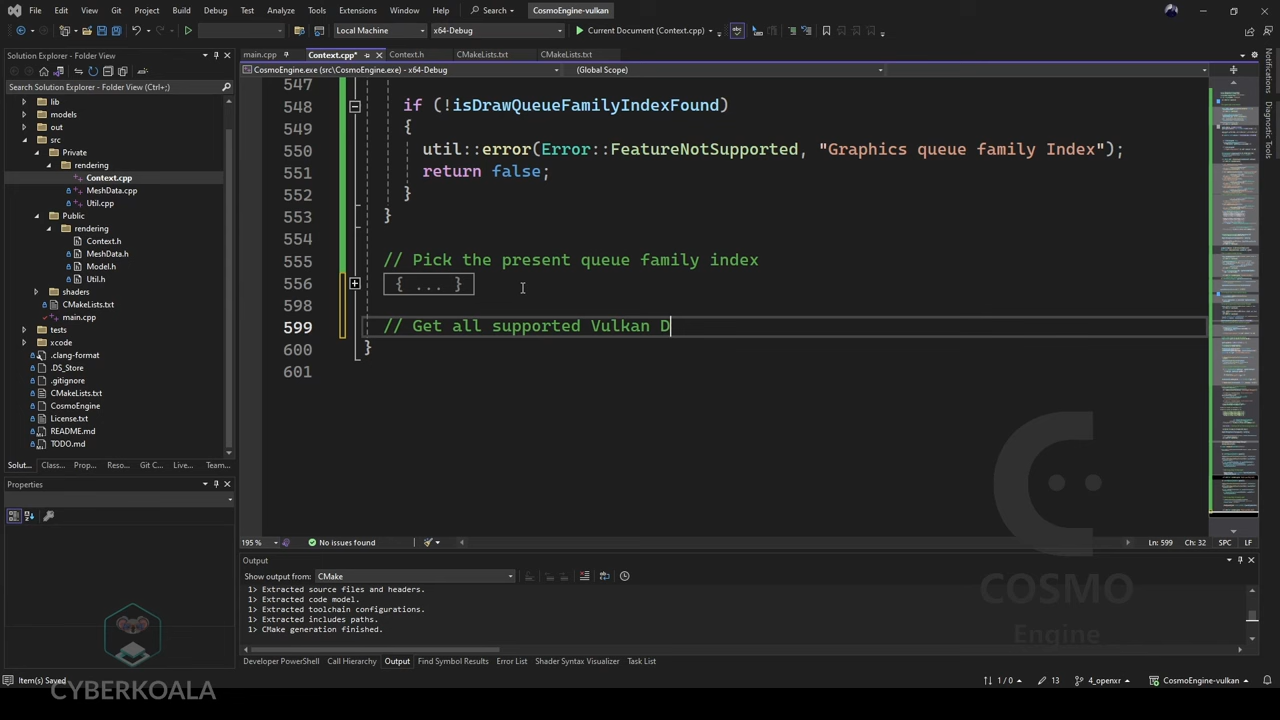 File Edit View Git Project Build Debug Test Analyze Tools Extensions Window Help Search CosmoEngine-vulkan
Local Machine x64-Debug Current Document (Context.cpp)
Solution Explorer - Folder View
Search Solution Explorer - Folder View (Ctrl+;)
lib
models
out
src
Private
rendering
Context.cpp
MeshData.cpp
Util.cpp
Public
rendering
Context.h
MeshData.h
Model.h
Util.h
shaders
CMakeLists.txt
main.cpp
tests
xcode
.clang-format
.DS_Store
.gitignore
CMakeLists.txt
CosmoEngine
License.txt
README.md
TODO.md
Solut... Class... Prop... Reso... Git C... Live... Team...
Properties
main.cpp Context.cpp* Context.h CMakeLists.txt CMakeLists.txt
CosmoEngine.exe (src\CosmoEngine.exe) - x64-Debug (Global Scope)
547
548 if (!isDrawQueueFamilyIndexFound)
549 {
550 util::error(Error::FeatureNotSupported, "Graphics queue family Index");
551 return false;
552 }
553 }
554
555 // Pick the present queue family index
556 { ... }
598
599 // Get all supported Vulkan D
600 }
601
195 % No issues found Ln: 599 Ch: 32 SPC LF
Output
Show output from: CMake
1> Extracted source files and headers.
1> Extracted code model.
1> Extracted toolchain configurations.
1> Extracted includes paths.
1> CMake generation finished.
Developer PowerShell Call Hierarchy Output Find Symbol Results Error List Shader Syntax Visualizer Task List
Item(s) Saved 1 / 0 13 4_openxr CosmoEngine-vulkan
Notifications
Diagnostic Tools
COSMO
Engine
CYBERKOALA